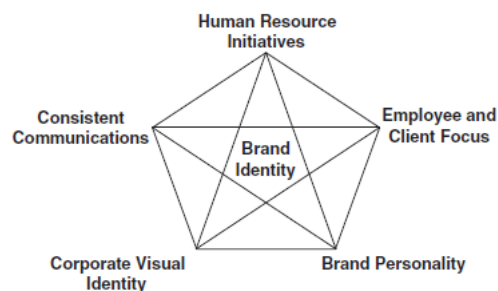 Human Resource
Initiatives
Consistent
Communications
Employee and
Client Focus
Brand
Identity
Corporate Visual
Identity
Brand Personality